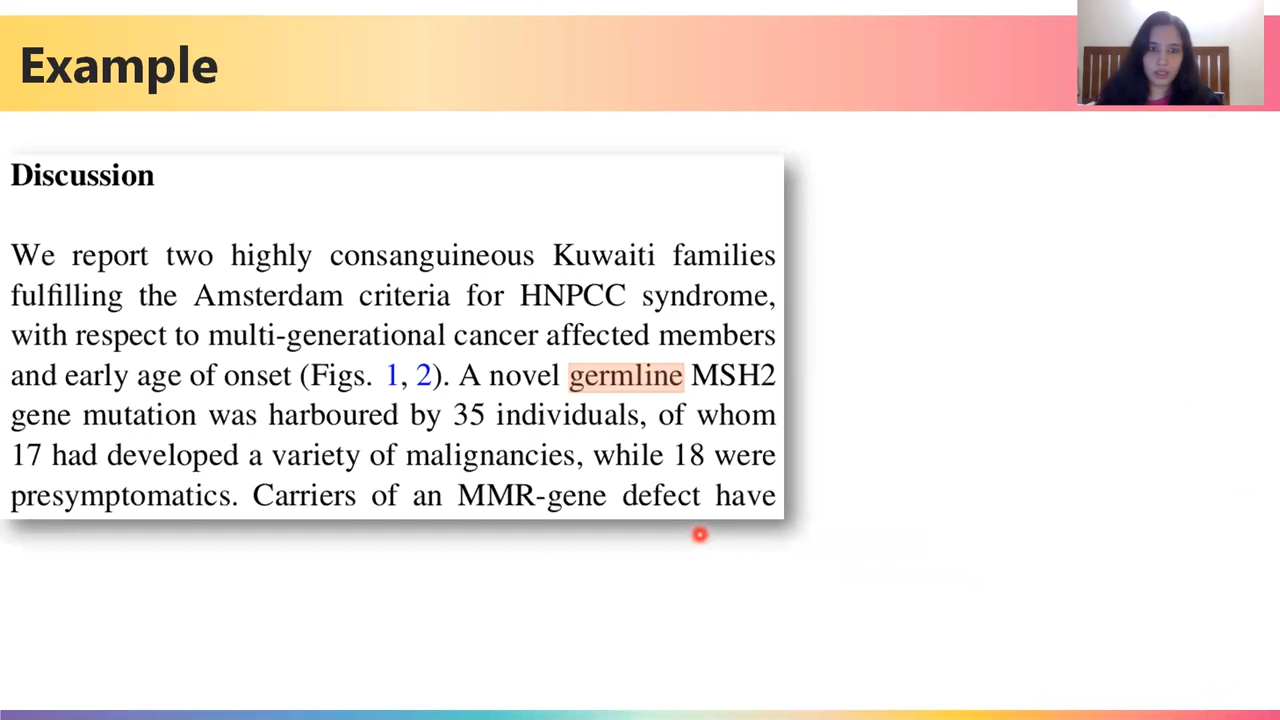 Example
Discussion
We report two highly consanguineous Kuwaiti families
fulfilling the Amsterdam criteria for HNPCC syndrome,
with respect to multi-generational cancer affected members
and early age of onset (Figs. 1, 2). A novel germline MSH2
gene mutation was harboured by 35 individuals, of whom
17 had developed a variety of malignancies, while 18 were
presymptomatics. Carriers of an MMR-gene defect have